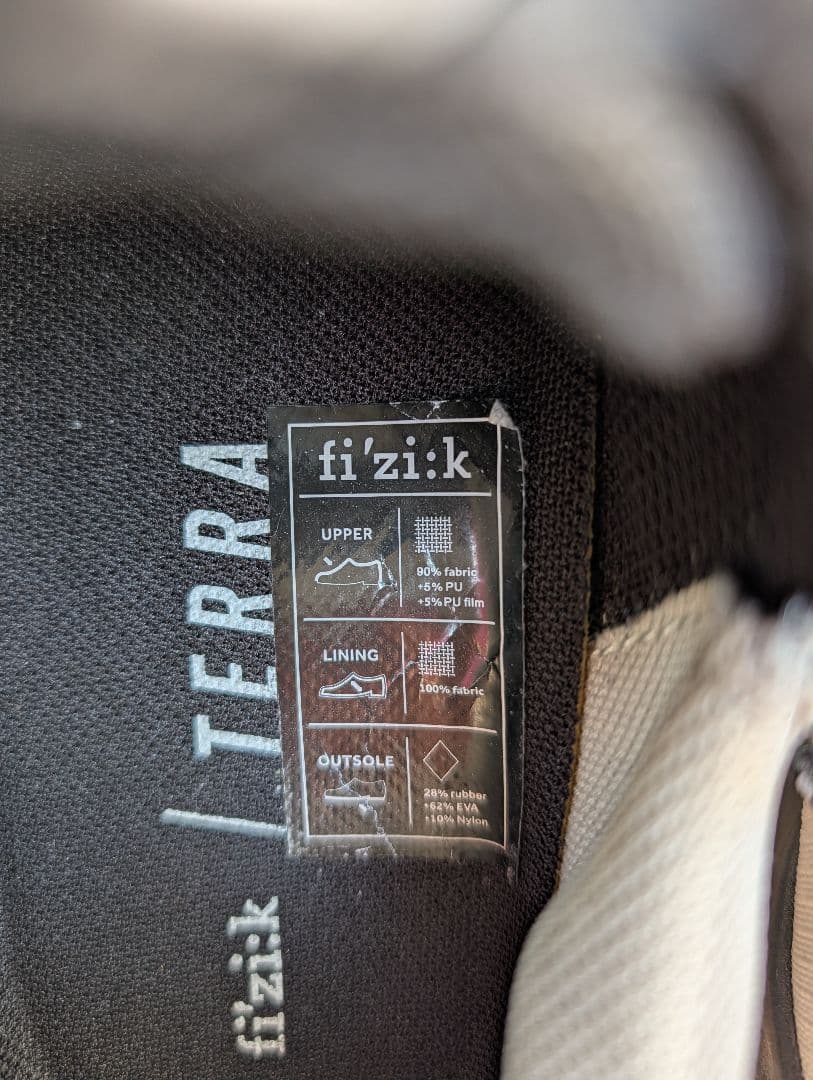 fi'zi:k
UPPER
90% fabric
+5% PU
+5% PU film
LINING
100% fabric
OUTSOLE
28% rubber
+62% EVA
+10% Nylon
fi'zi:k / TERRA